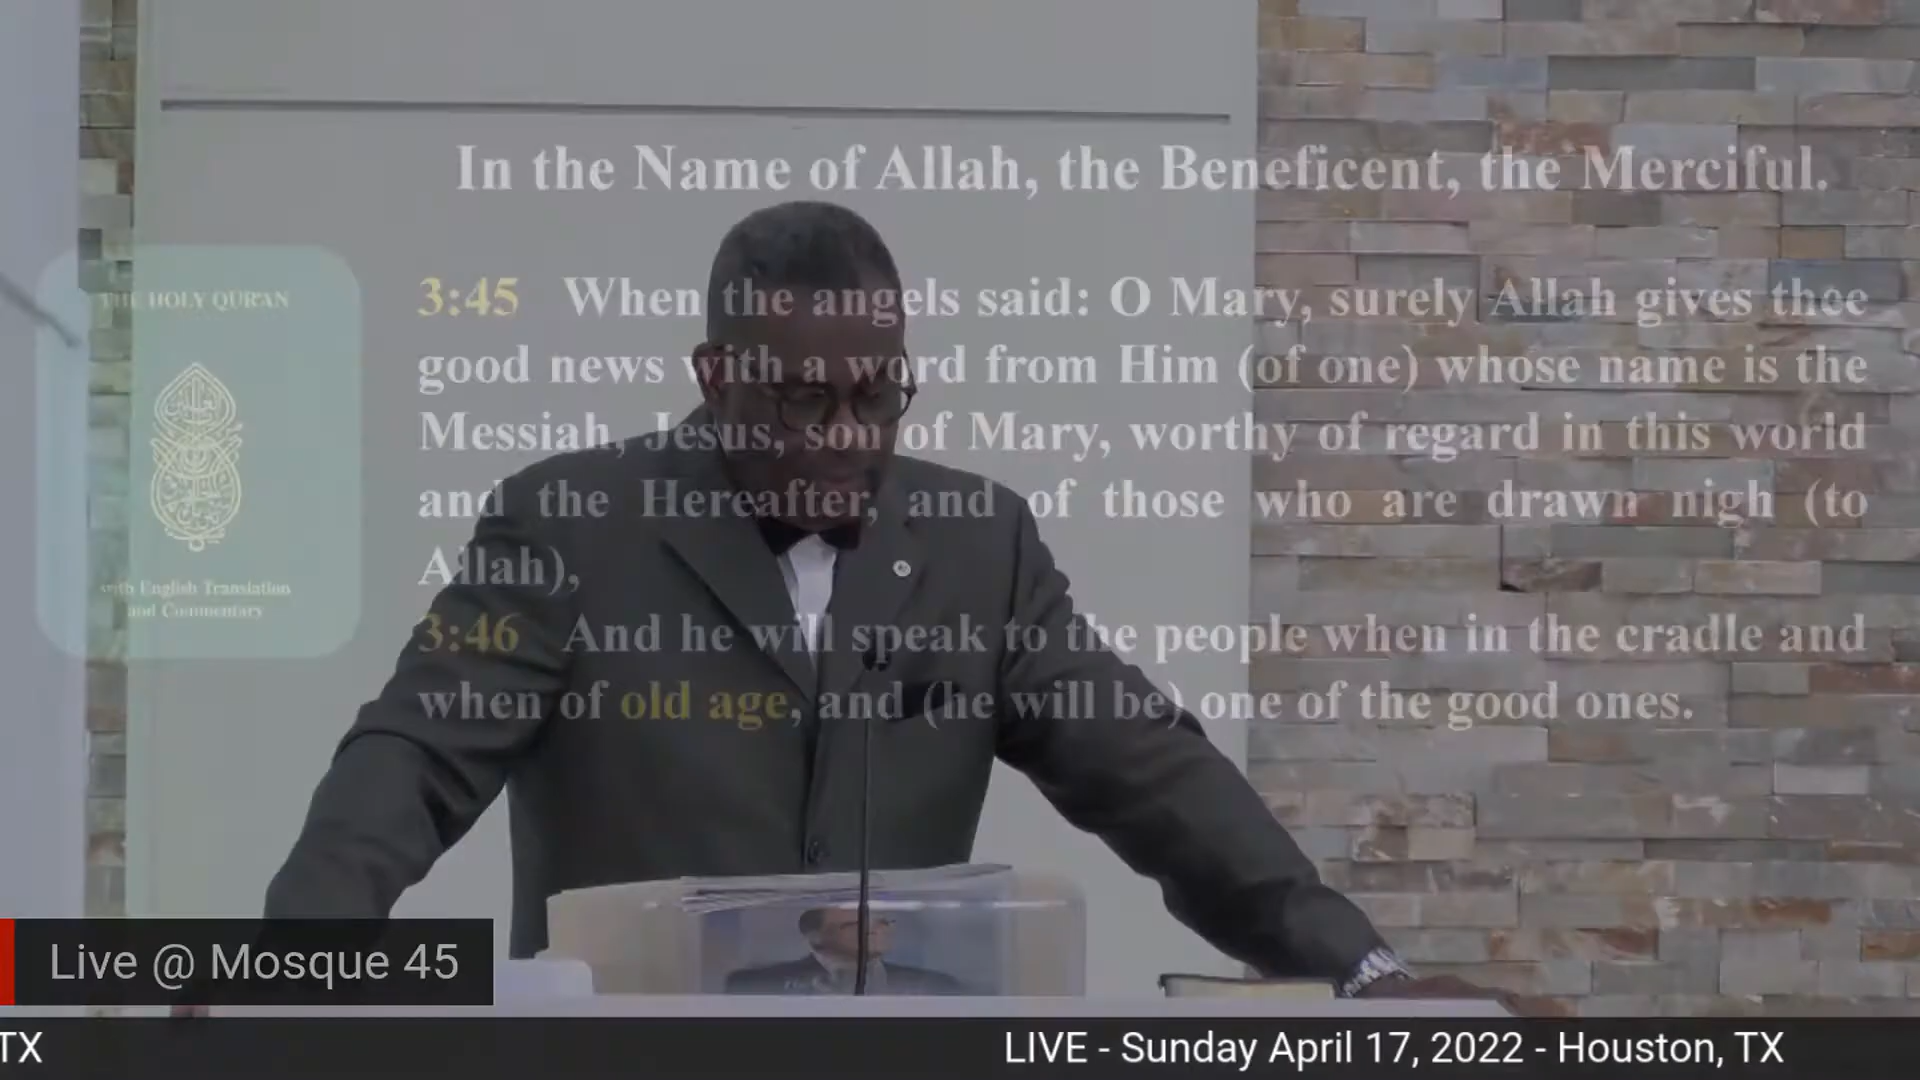 In the Name of Allah, the Beneficent, the Merciful.
THE HOLY QUR'AN
with English Translation
and Commentary
3:45 When the angels said: O Mary, surely Allah gives thee
good news with a word from Him (of one) whose name is the
Messiah, Jesus, son of Mary, worthy of regard in this world
and the Hereafter, and of those who are drawn nigh (to
Allah),
3:46 And he will speak to the people when in the cradle and
when of old age, and (he will be) one of the good ones.
Live @ Mosque 45
TX
LIVE - Sunday April 17, 2022 - Houston, TX